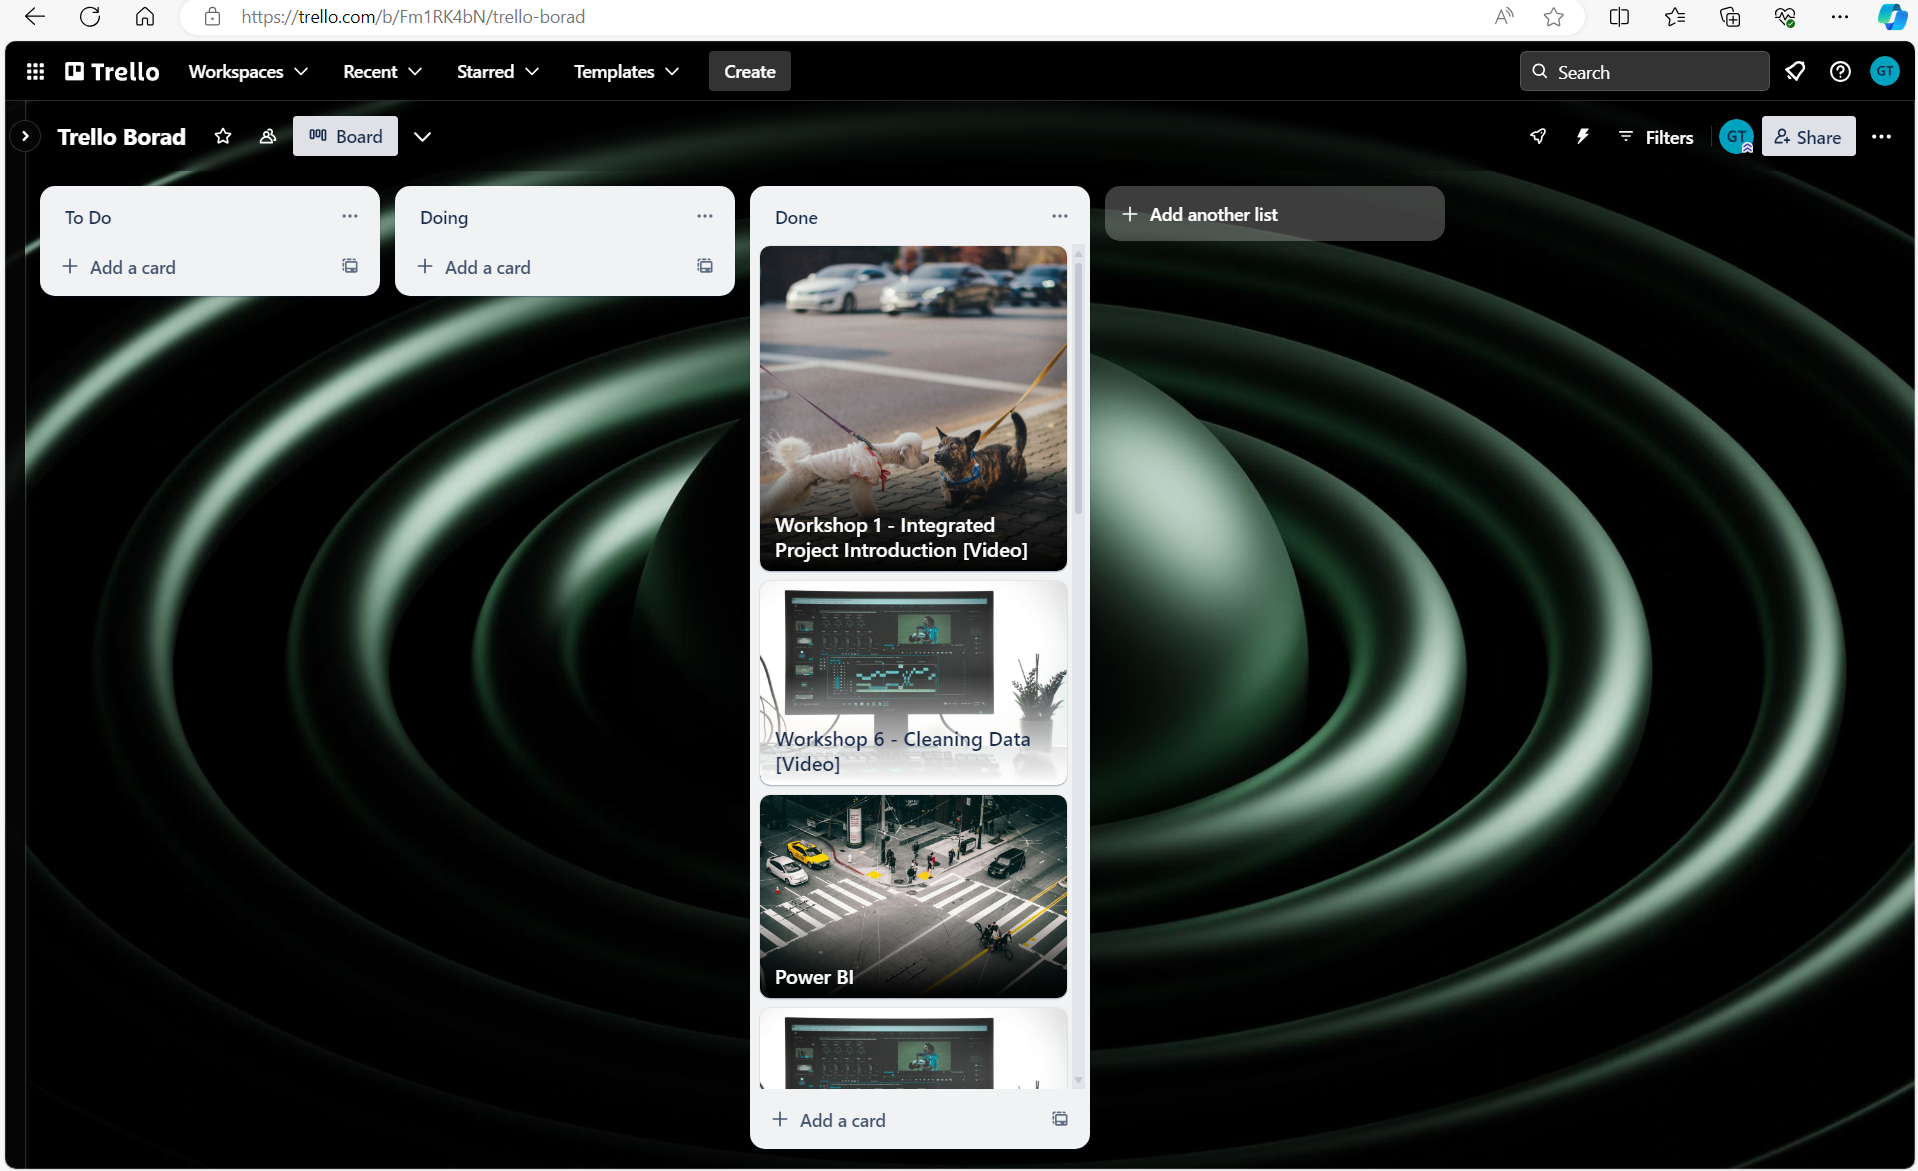 https://trello.com/b/Fm1RK4bN/trello-borad
Trello
Workspaces
Recent
Starred
Templates
Create
Search
GT
Trello Borad
Board
Filters
GT
Share
To Do
Add a card
Doing
Add a card
Done
Workshop 1 - Integrated
Project Introduction [Video]
Workshop 6 - Cleaning Data
[Video]
Power BI
Add a card
Add another list